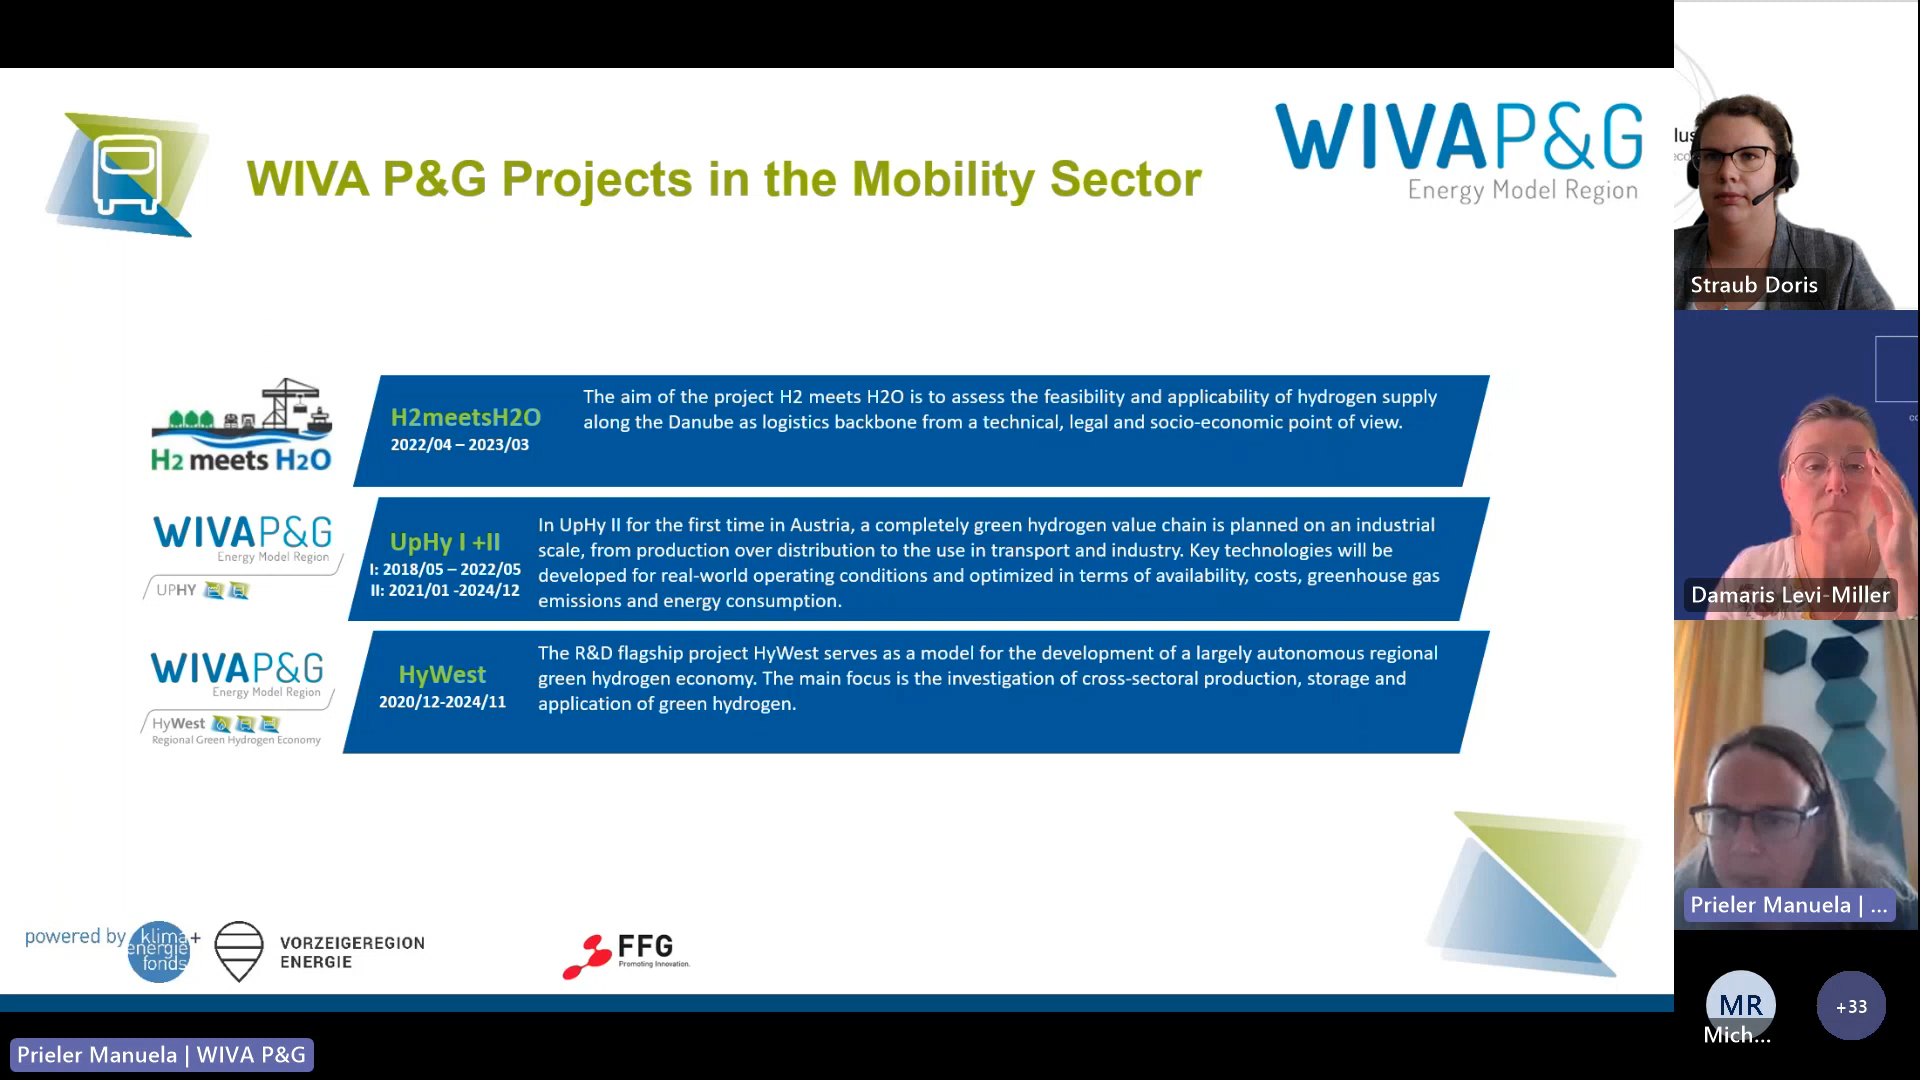 WIVA P&G Projects in the Mobility Sector
WIVAP&G
Energy Model Region
H2 meets H2O
H2meetsH2O
2022/04 – 2023/03
The aim of the project H2 meets H2O is to assess the feasibility and applicability of hydrogen supply
along the Danube as logistics backbone from a technical, legal and socio-economic point of view.
WIVAP&G
Energy Model Region
UPHY
UpHy I +II
I: 2018/05 – 2022/05
II: 2021/01 -2024/12
In UpHy II for the first time in Austria, a completely green hydrogen value chain is planned on an industrial
scale, from production over distribution to the use in transport and industry. Key technologies will be
developed for real-world operating conditions and optimized in terms of availability, costs, greenhouse gas
emissions and energy consumption.
WIVAP&G
Energy Model Region
HyWest
Regional Green Hydrogen Economy
HyWest
2020/12-2024/11
The R&D flagship project HyWest serves as a model for the development of a largely autonomous regional
green hydrogen economy. The main focus is the investigation of cross-sectoral production, storage and
application of green hydrogen.
powered by
klima+
energie
fonds
VORZEIGEREGION
ENERGIE
FFG
Promoting Innovation.
Prieler Manuela | WIVA P&G
lus
Straub Doris
Damaris Levi-Miller
Prieler Manuela | ...
MR
Mich...
+33